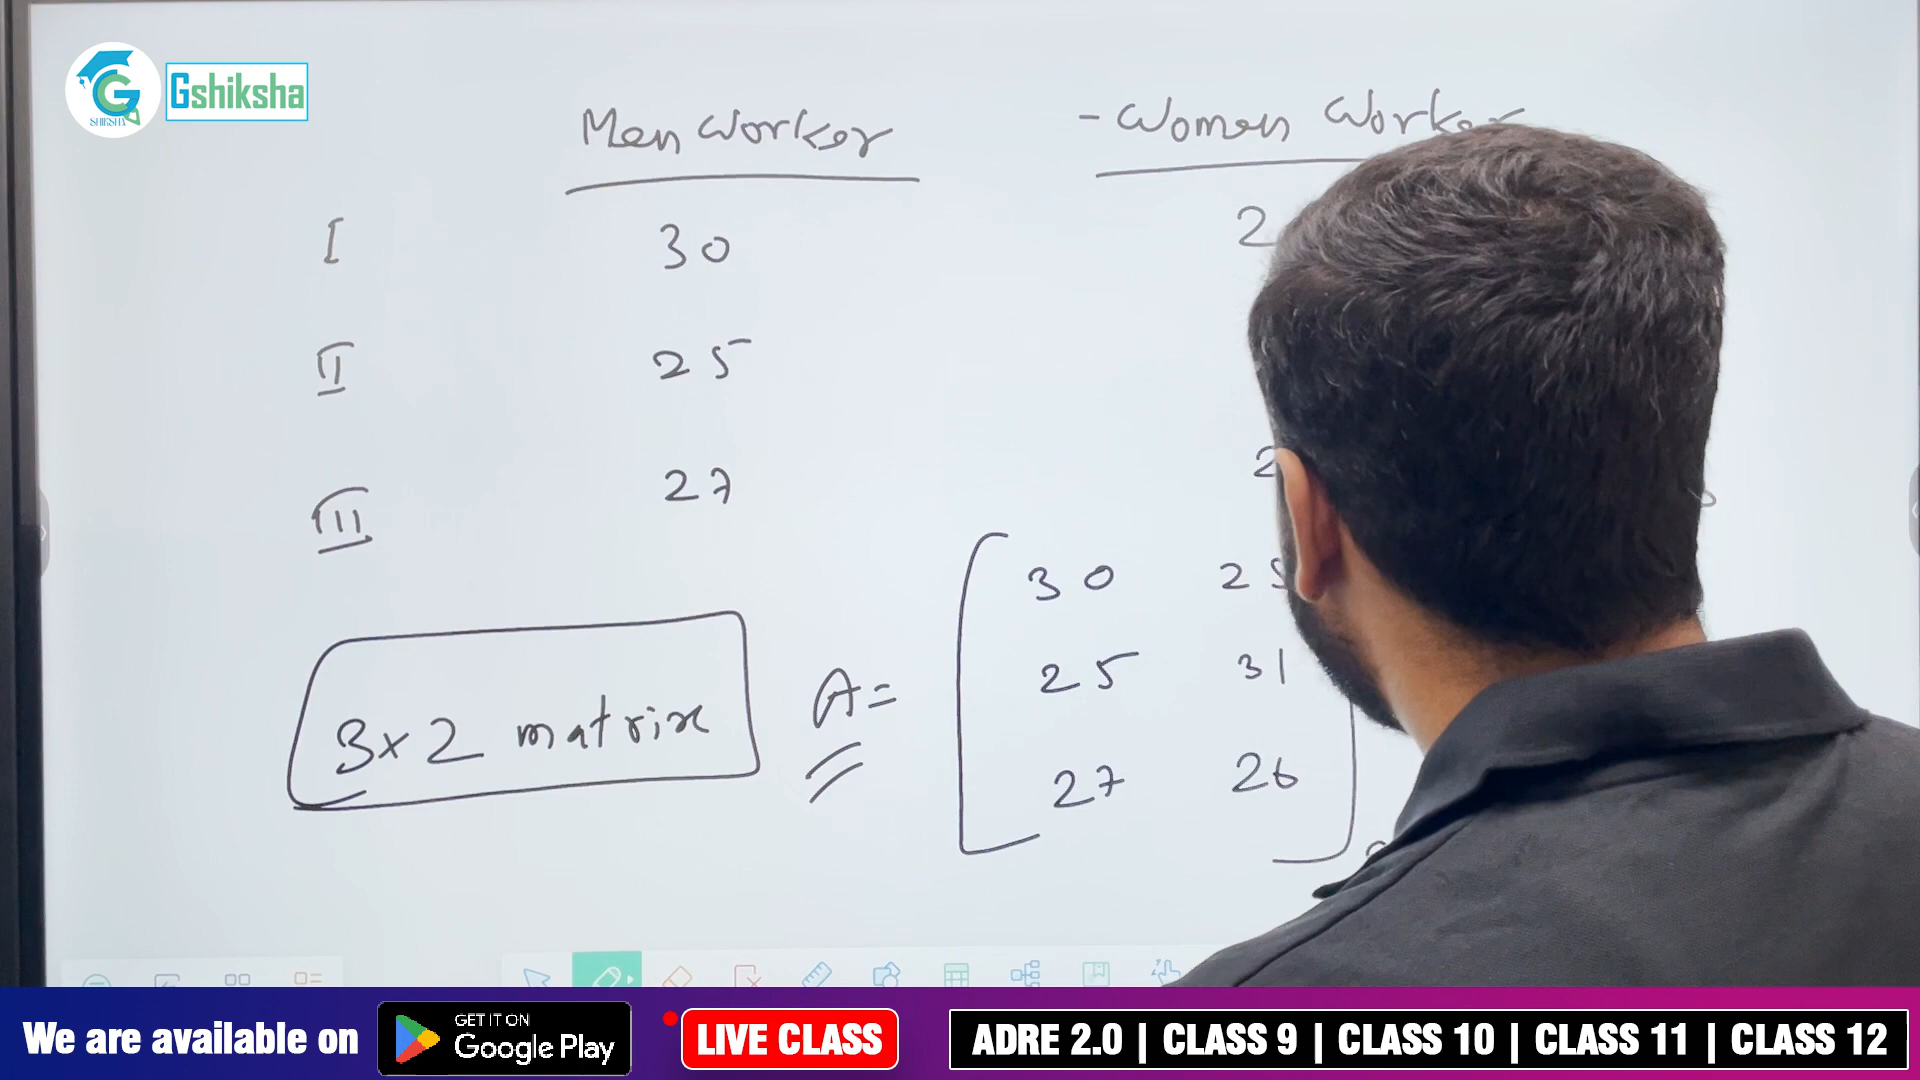 SHIKSHA
Gshiksha
Men Worker - Women Worker
I 30 2
II 25
III 27 2
30 25
3x2 matrix A= 25 31
27 26
We are available on GET IT ON Google Play LIVE CLASS ADRE 2.0 | CLASS 9 | CLASS 10 | CLASS 11 | CLASS 12